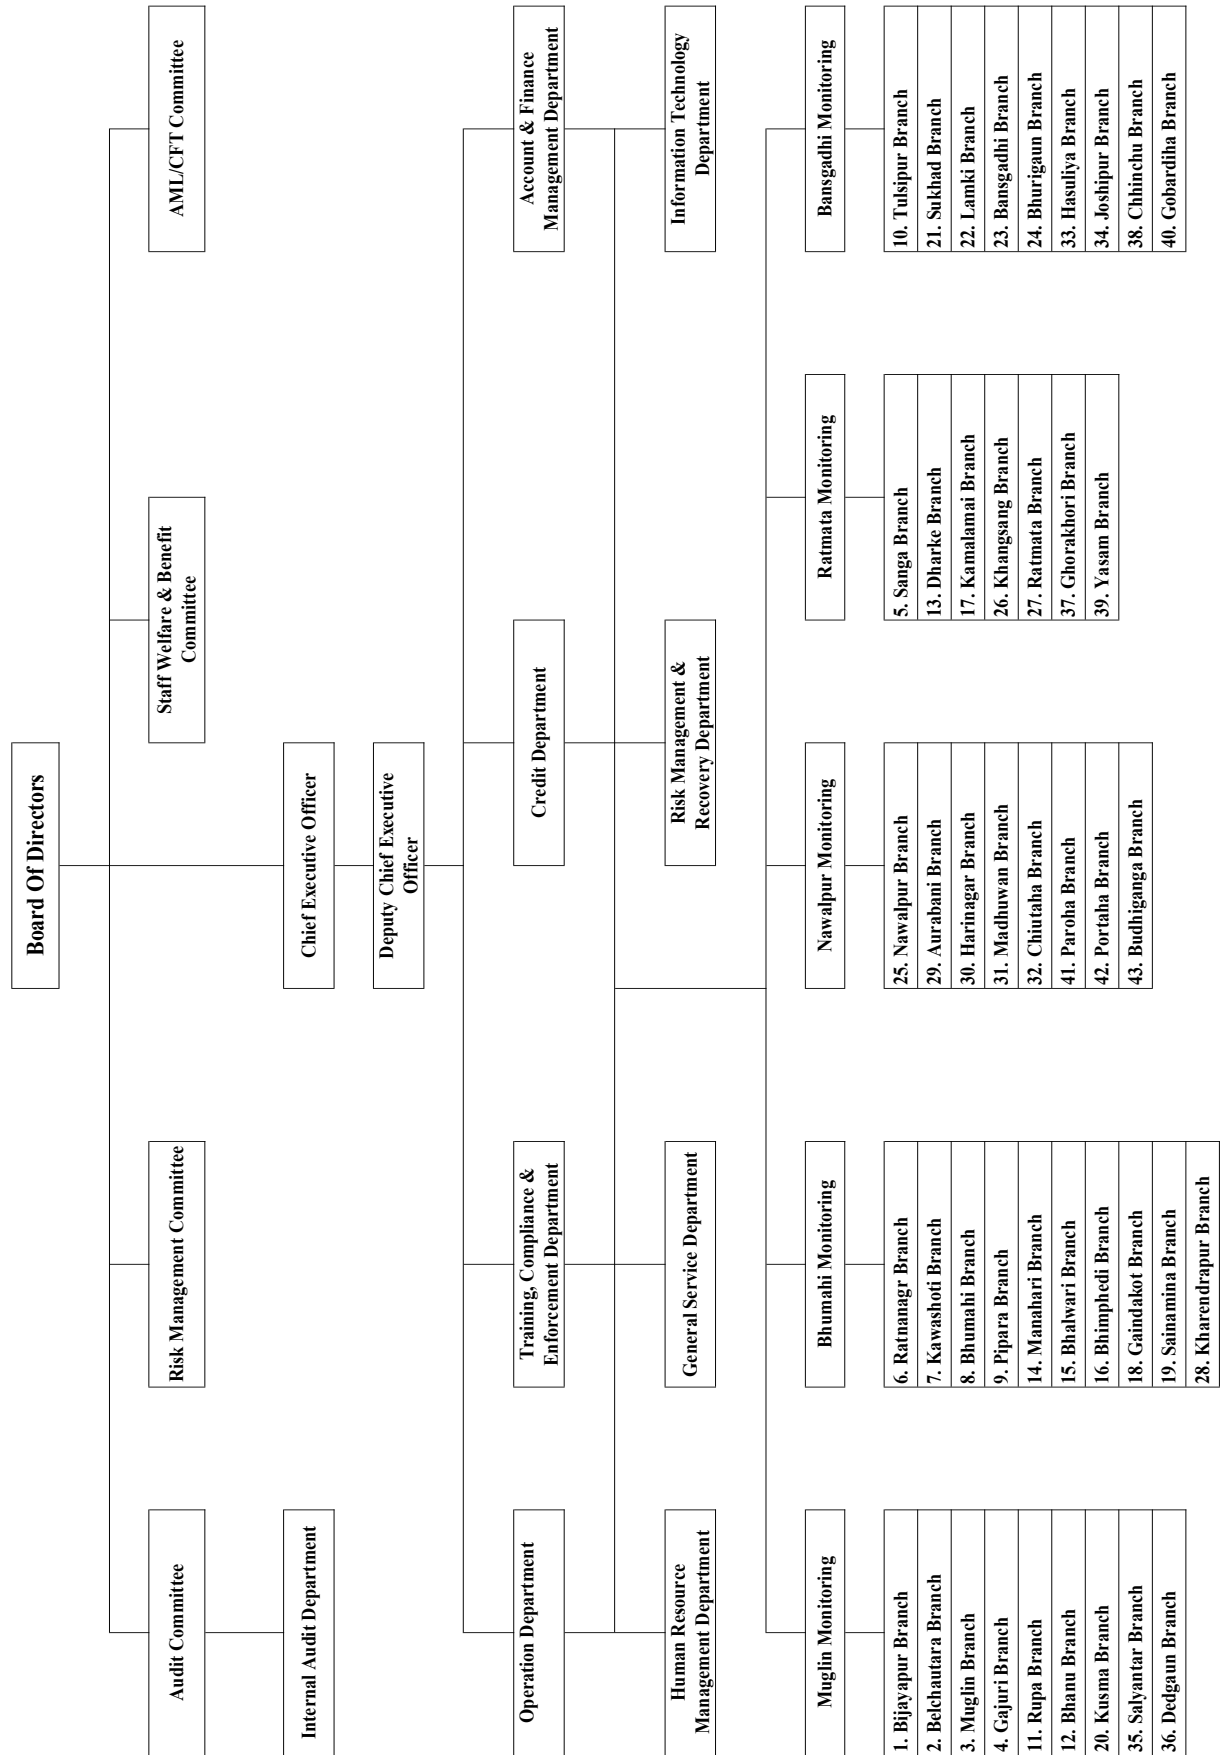 Board Of Directors
Audit Committee
Risk Management Committee
Staff Welfare & Benefit
Committee
AML/CFT Committee
Internal Audit Department
Chief Executive Officer
Deputy Chief Executive
Officer
Operation Department
Training, Compliance &
Enforcement Department
Credit Department
Account & Finance
Management Department
Human Resource
Management Department
General Service Department
Risk Management &
Recovery Department
Information Technology
Department
Muglin Monitoring
1. Bijayapur Branch
2. Belchautara Branch
3. Muglin Branch
4. Gajuri Branch
11. Rupa Branch
12. Bhanu Branch
20. Kusma Branch
35. Salyantar Branch
36. Dedgaun Branch
Bhumahi Monitoring
6. Ratnanagr Branch
7. Kawashoti Branch
8. Bhumahi Branch
9. Pipara Branch
14. Manahari Branch
15. Bhalwari Branch
16. Bhimphedi Branch
18. Gaindakot Branch
19. Sainamina Branch
28. Kharendrapur Branch
Nawalpur Monitoring
25. Nawalpur Branch
29. Aurabani Branch
30. Harinagar Branch
31. Madhuwan Branch
32. Chiutaha Branch
41. Paroha Branch
42. Portaha Branch
43. Budhiganga Branch
Ratmata Monitoring
5. Sanga Branch
13. Dharke Branch
17. Kamalamai Branch
26. Khangsang Branch
27. Ratmata Branch
37. Ghorakhori Branch
39. Yasam Branch
Bansgadhi Monitoring
10. Tulsipur Branch
21. Sukhad Branch
22. Lamki Branch
23. Bansgadhi Branch
24. Bhurigaun Branch
33. Hasuliya Branch
34. Joshipur Branch
38. Chhinchu Branch
40. Gobardiha Branch